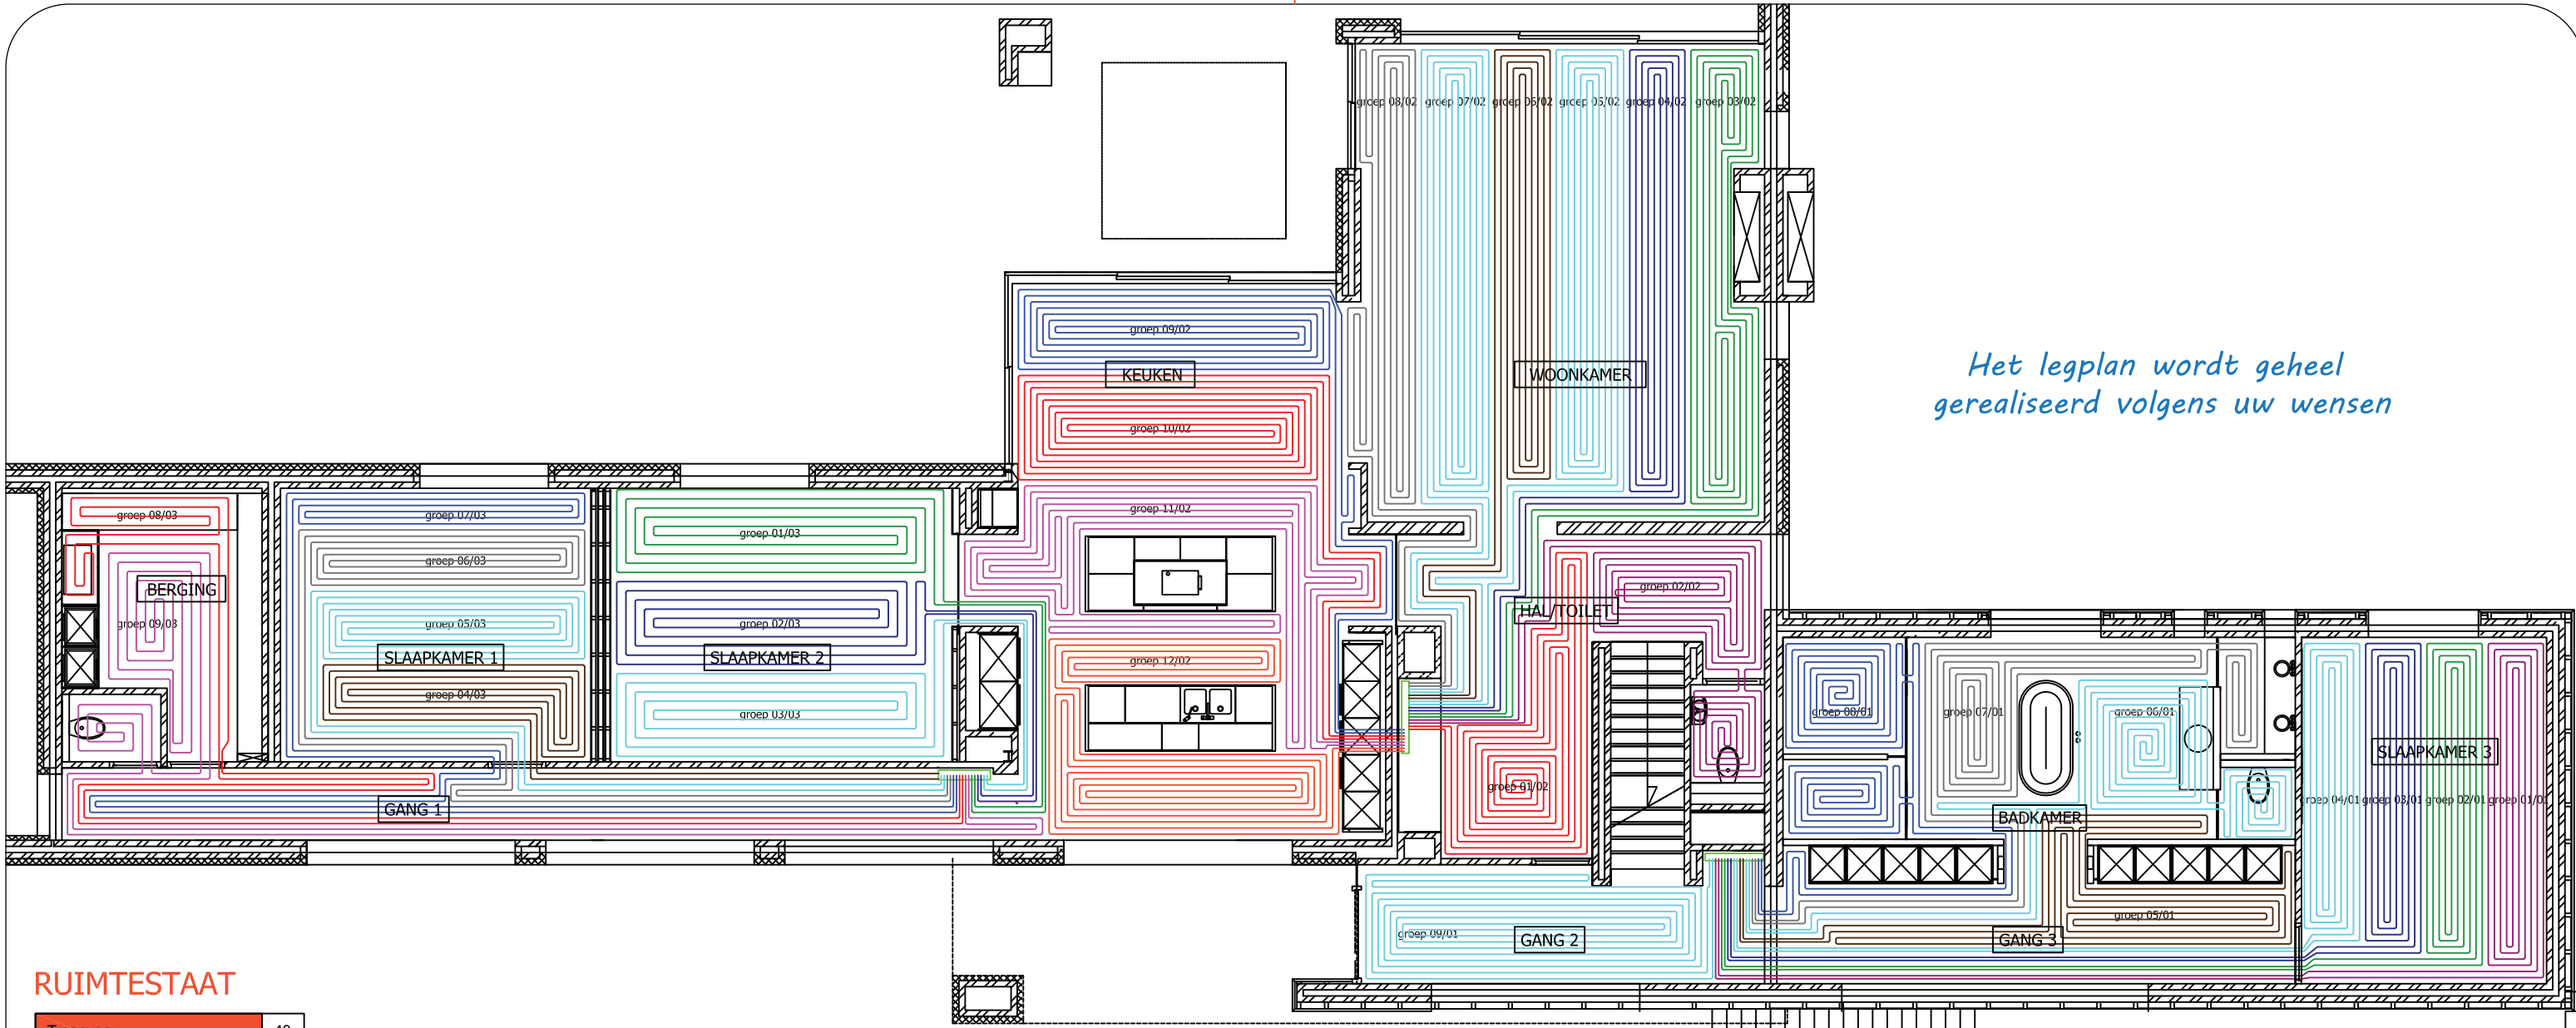 groep 08/02 groep 07/02 groep 06/02 groep 05/02 groep 04/02 groep 03/02
groep 09/02
KEUKEN
WOONKAMER
Het legplan wordt geheel
gerealiseerd volgens uw wensen
groep 10/02
groep 11/02
groep 08/03
groep 07/03
groep 01/03
groep 06/03
BERGING
groep 02/02
HAL/TOILET
groep 09/03
groep 05/03
groep 02/03
SLAAPKAMER 1
SLAAPKAMER 2
groep 12/02
groep 04/03
groep 03/03
groep 08/01
groep 07/01
groep 06/01
SLAAPKAMER 3
groep 01/02
groep 04/01 groep 03/01 groep 02/01 groep 01/01
GANG 1
BADKAMER
groep 05/01
groep 09/01
GANG 2
GANG 3
RUIMTESTAAT